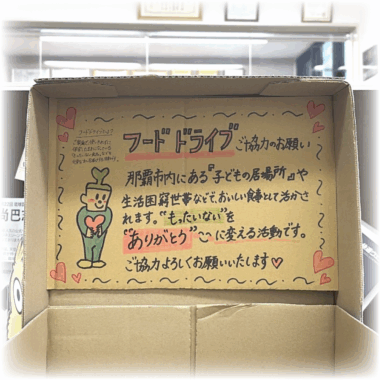 フードドライブ
ご協力のお願い
那覇市内にある『子どもの居場所』や
生活困窮世帯などで、おいしい食事として活かさ
れます。"もったいない"を
"ありがとう"に変える活動です。
ご協力よろしくお願いいたします♡